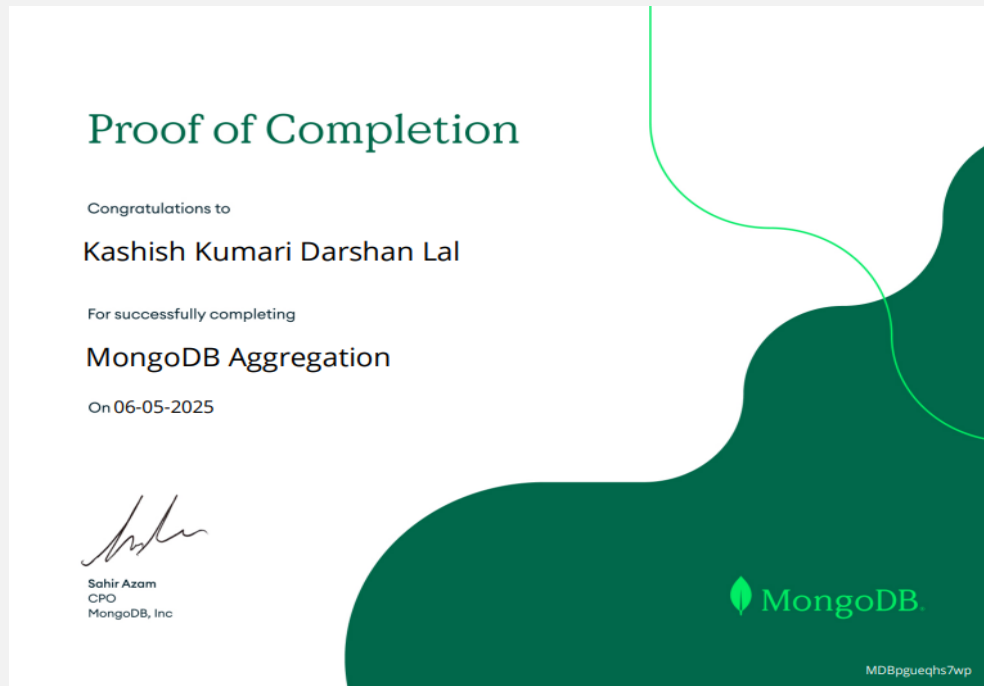 Proof of Completion
Congratulations to
Kashish Kumari Darshan Lal
For successfully completing
MongoDB Aggregation
On 06-05-2025
Sahir Azam
CPO
MongoDB, Inc
MongoDB.
MDBpgueqhs7wp